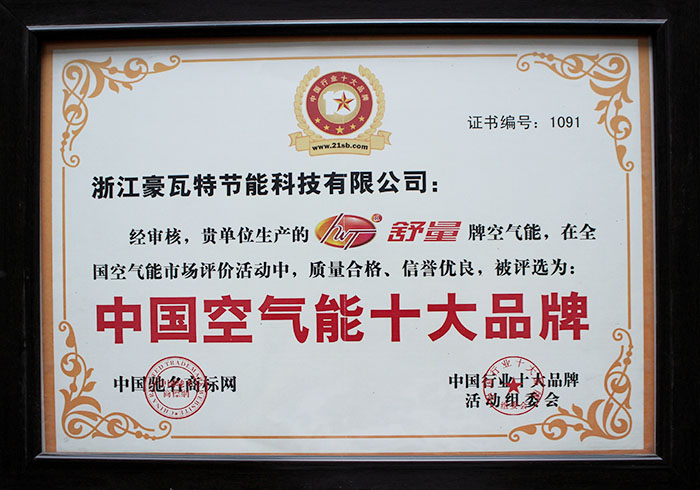 中国行业十大品牌
www.21sb.com
证书编号：1091
浙江豪瓦特节能科技有限公司：
经审核，贵单位生产的 hwT 舒量 牌空气能，在全
国空气能市场评价活动中，质量合格、信誉优良，被评选为：
中国空气能十大品牌
中国驰名商标网
中国行业十大品牌
活动组委会